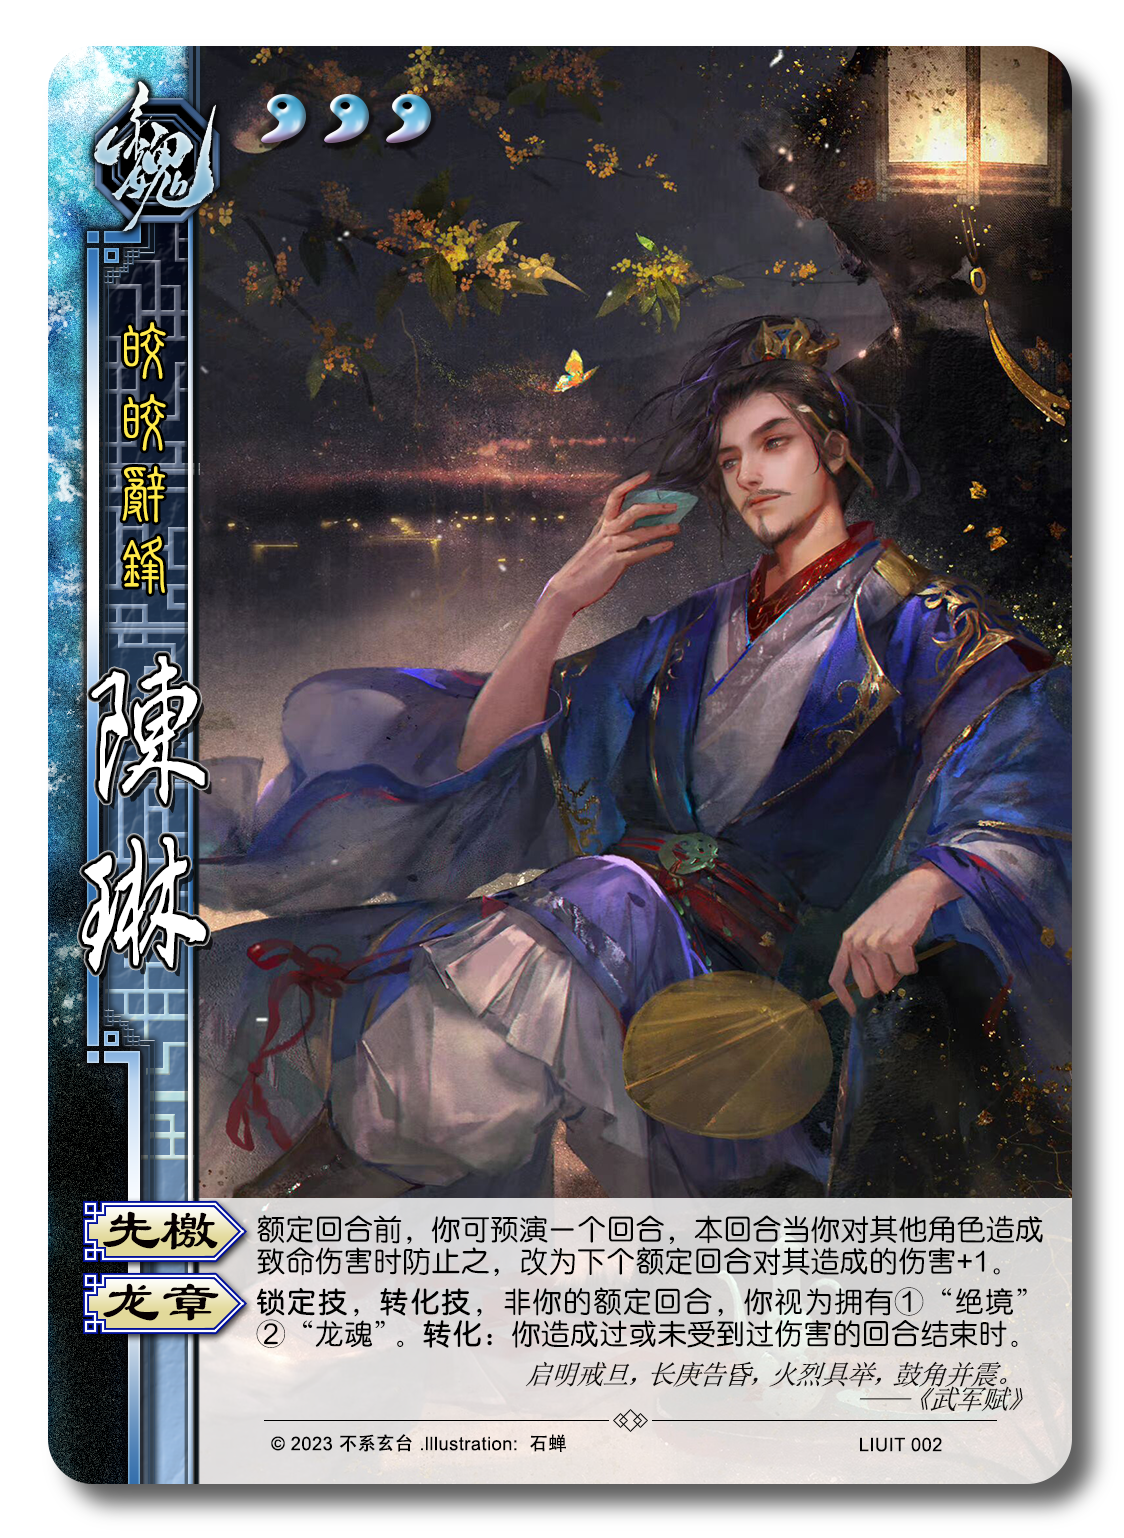 魏
皎皎辭鋒
陳琳
先檄
额定回合前，你可预演一个回合，本回合当你对其他角色造成
致命伤害时防止之，改为下个额定回合对其造成的伤害+1。
龙章
锁定技，转化技，非你的额定回合，你视为拥有①“绝境”
②“龙魂”。转化：你造成过或未受到过伤害的回合结束时。
启明戒旦，长庚告昏，火烈具举，鼓角并震。
——《武军赋》
© 2023 不系玄台 .Illustration: 石蝉
LIUIT 002